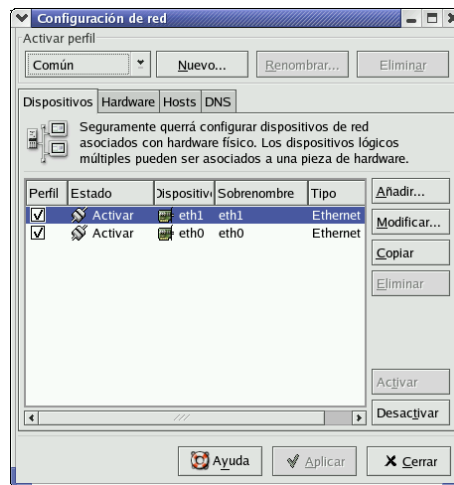 Configuración de red
Activar perfil
Común Nuevo... Renombrar... Eliminar
Dispositivos Hardware Hosts DNS
Seguramente querrá configurar dispositivos de red
asociados con hardware físico. Los dispositivos lógicos
múltiples pueden ser asociados a una pieza de hardware.
Perfil Estado Dispositivo Sobrenombre Tipo
Activar eth1 eth1 Ethernet
Activar eth0 eth0 Ethernet
Añadir...
Modificar...
Copiar
Eliminar
Activar
Desactivar
Ayuda Aplicar Cerrar